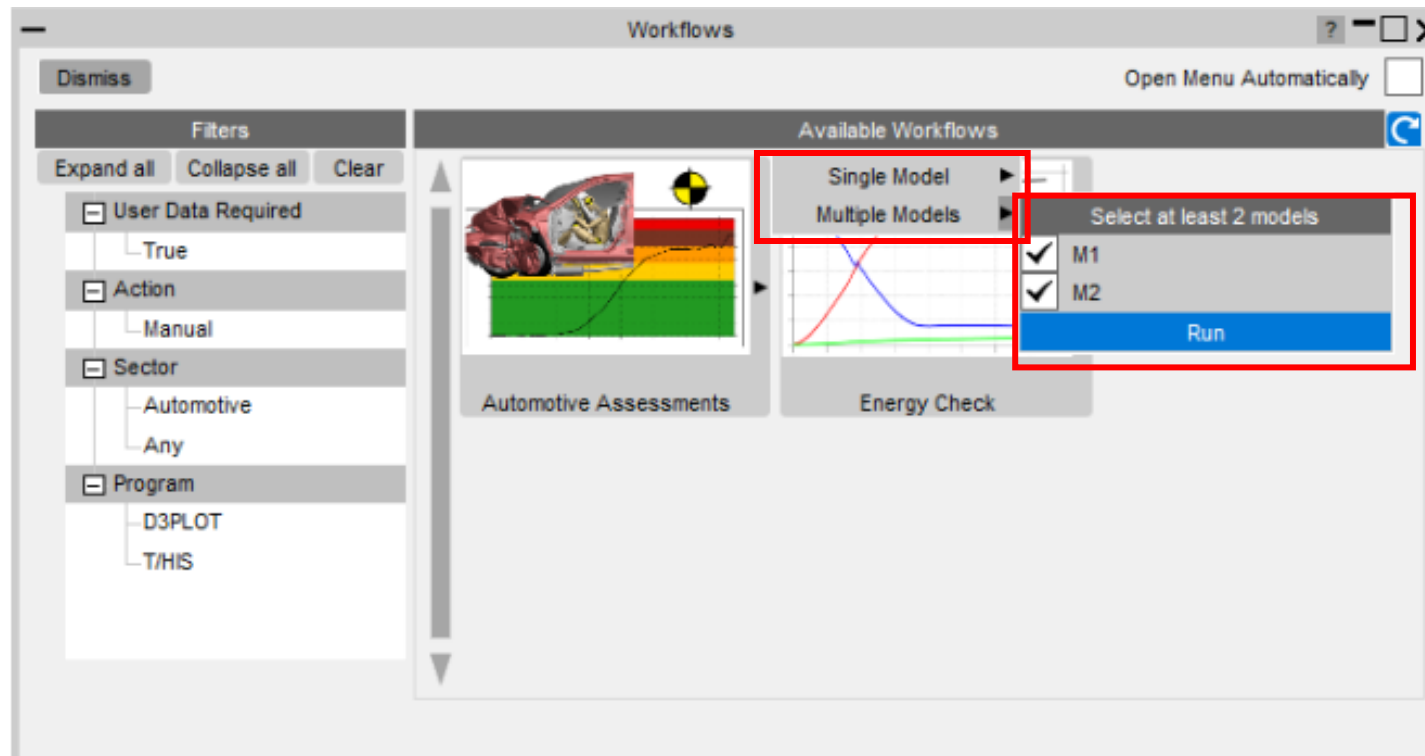 Workflows
?
Dismiss
Open Menu Automatically
Filters
Available Workflows
Expand all
Collapse all
Clear
User Data Required
True
Action
Manual
Sector
Automotive
Any
Program
D3PLOT
T/HIS
Single Model
Multiple Models
Select at least 2 models
M1
M2
Run
Automotive Assessments
Energy Check